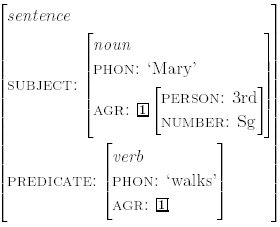 sentence
noun
PHON: ‘Mary’
SUBJECT:
PERSON: 3rd
AGR: 1
NUMBER: Sg
verb
PREDICATE: PHON: ‘walks’
AGR: 1